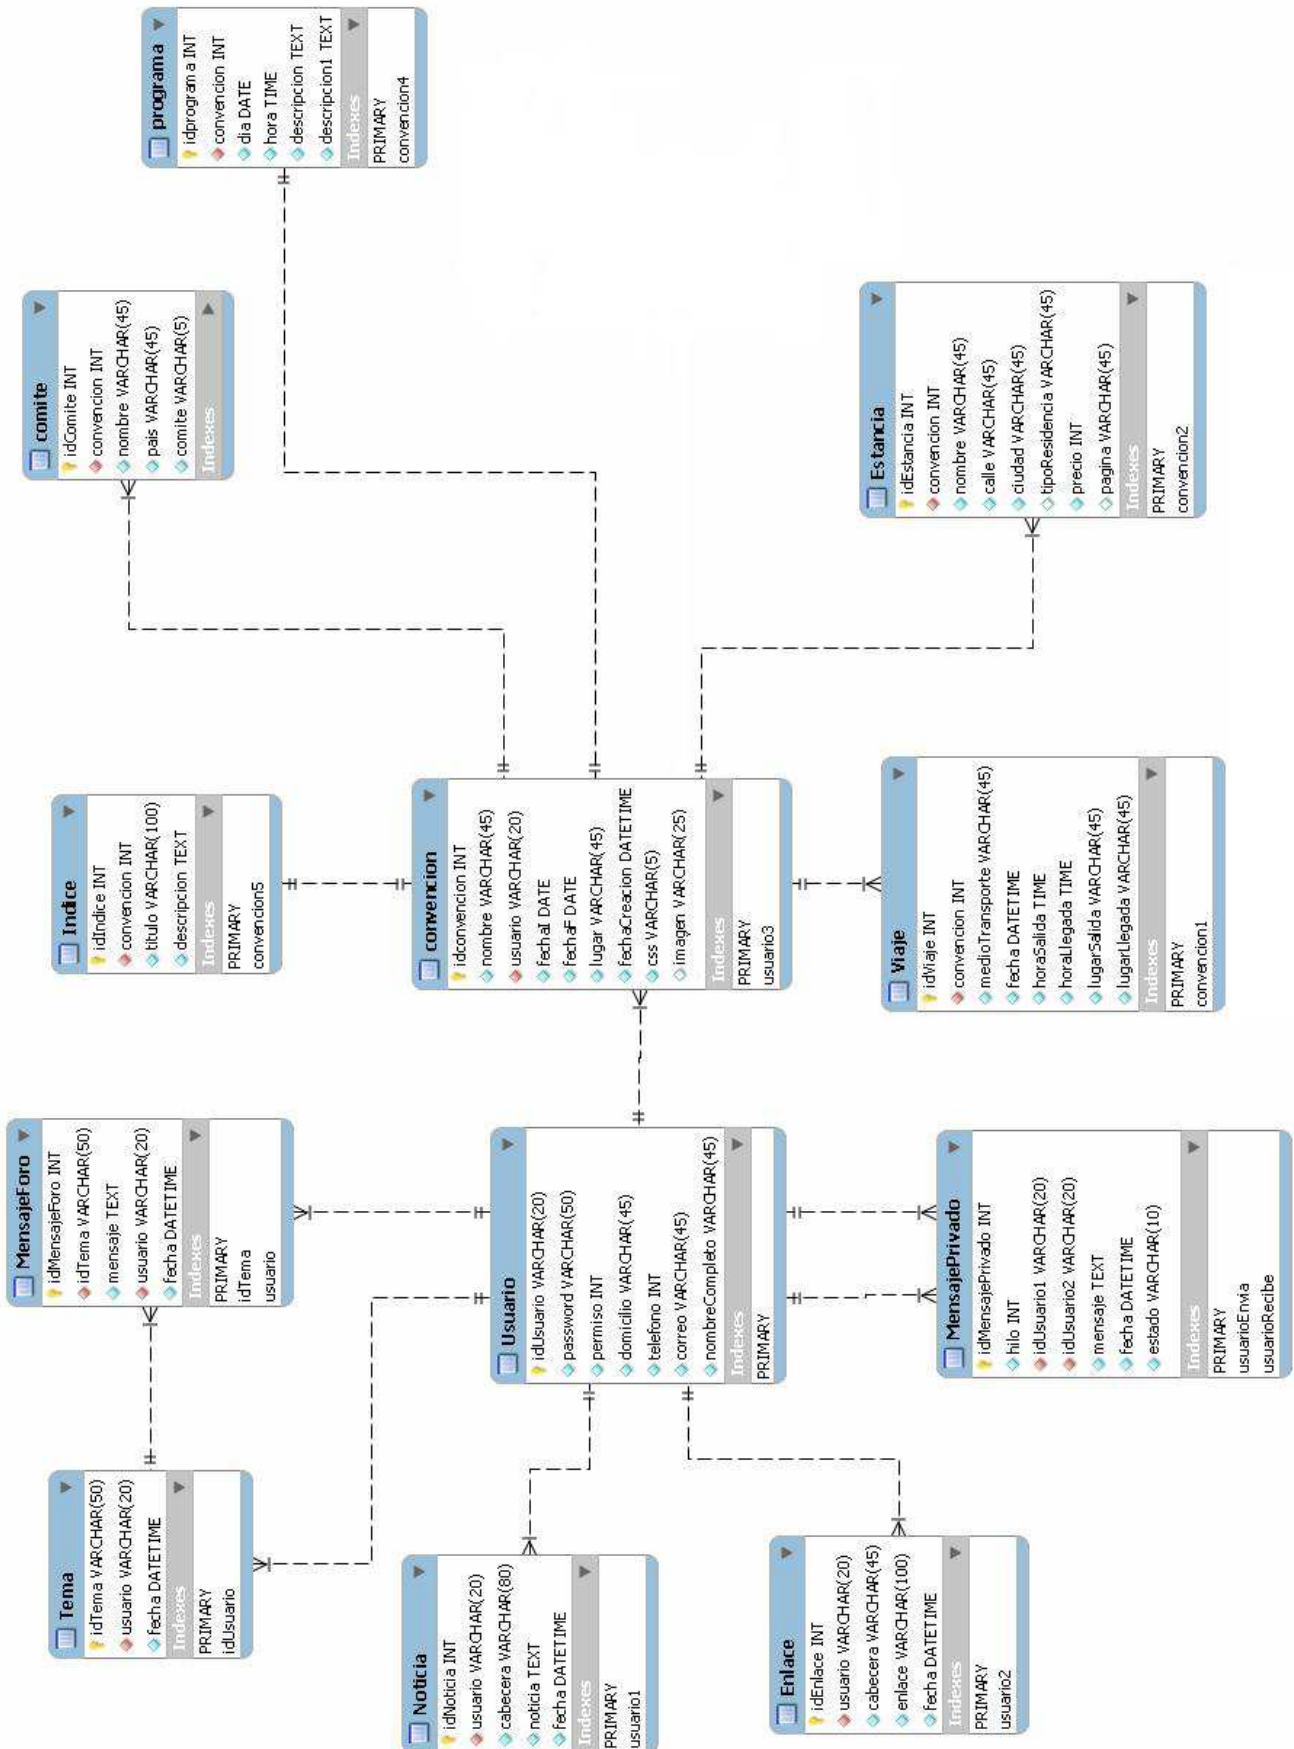 Tema
idTema VARCHAR(50)
usuario VARCHAR(20)
fecha DATETIME
Indexes
PRIMARY
idUsuario
MensajeForo
idMensajeForo INT
idTema VARCHAR(50)
mensaje TEXT
usuario VARCHAR(20)
fecha DATETIME
Indexes
PRIMARY
idTema
usuario
Indice
idIndice INT
convencion INT
titulo VARCHAR(100)
descripcion TEXT
Indexes
PRIMARY
convencion5
comite
idComite INT
convencion INT
nombre VARCHAR(45)
pais VARCHAR(45)
comite VARCHAR(5)
Indexes
programa
idprograma INT
convencion INT
dia DATE
hora TIME
descripcion TEXT
descripcion1 TEXT
Indexes
PRIMARY
convencion4
Noticia
idNoticia INT
usuario VARCHAR(20)
cabecera VARCHAR(80)
noticia TEXT
fecha DATETIME
Indexes
PRIMARY
usuario1
Usuario
idUsuario VARCHAR(20)
password VARCHAR(50)
permiso INT
domicilio VARCHAR(45)
telefono INT
correo VARCHAR(45)
nombreCompleto VARCHAR(45)
Indexes
PRIMARY
convencion
idconvencion INT
nombre VARCHAR(45)
usuario VARCHAR(20)
fechaI DATE
fechaF DATE
lugar VARCHAR(45)
fechaCreacion DATETIME
css VARCHAR(5)
imagen VARCHAR(25)
Indexes
PRIMARY
usuario3
Enlace
idEnlace INT
usuario VARCHAR(20)
cabecera VARCHAR(45)
enlace VARCHAR(100)
fecha DATETIME
Indexes
PRIMARY
usuario2
MensajePrivado
idMensajePrivado INT
hilo INT
idUsuario1 VARCHAR(20)
idUsuario2 VARCHAR(20)
mensaje TEXT
fecha DATETIME
estado VARCHAR(10)
Indexes
PRIMARY
usuarioEnvia
usuarioRecibe
Viaje
idViaje INT
convencion INT
medioTransporte VARCHAR(45)
fecha DATETIME
horaSalida TIME
horaLlegada TIME
lugarSalida VARCHAR(45)
lugarLlegada VARCHAR(45)
Indexes
PRIMARY
convencion1
Estancia
idEstancia INT
convencion INT
nombre VARCHAR(45)
calle VARCHAR(45)
ciudad VARCHAR(45)
tipoResidencia VARCHAR(45)
precio INT
pagina VARCHAR(45)
Indexes
PRIMARY
convencion2